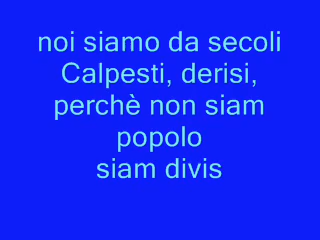 noi siamo da secoli
Calpesti, derisi,
perchè non siam
popolo
siam divis